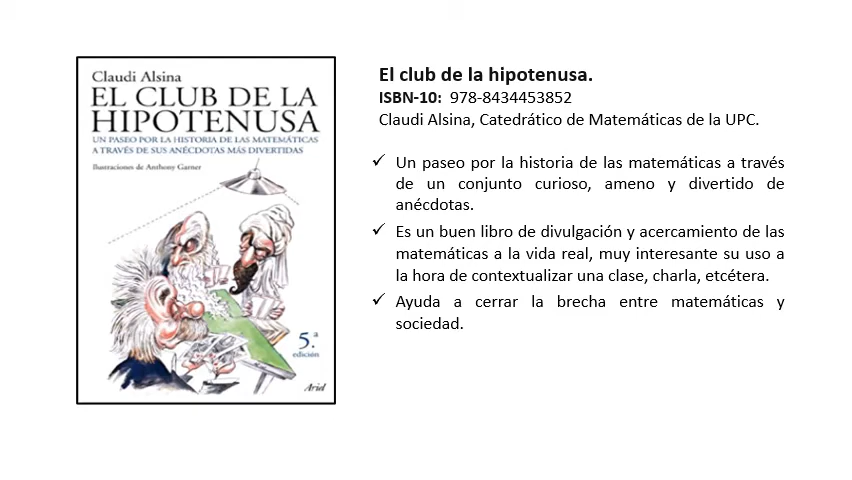 Claudi Alsina
EL CLUB DE LA
HIPOTENUSA
UN PASEO POR LA HISTORIA DE LAS MATEMÁTICAS
A TRAVÉS DE SUS ANÉCDOTAS MÁS DIVERTIDAS
Ilustraciones de Anthony Garner
5.ª
edición
Ariel
El club de la hipotenusa.
ISBN-10: 978-8434453852
Claudi Alsina, Catedrático de Matemáticas de la UPC.
✓ Un paseo por la historia de las matemáticas a través
de un conjunto curioso, ameno y divertido de
anécdotas.
✓ Es un buen libro de divulgación y acercamiento de las
matemáticas a la vida real, muy interesante su uso a
la hora de contextualizar una clase, charla, etcétera.
✓ Ayuda a cerrar la brecha entre matemáticas y
sociedad.